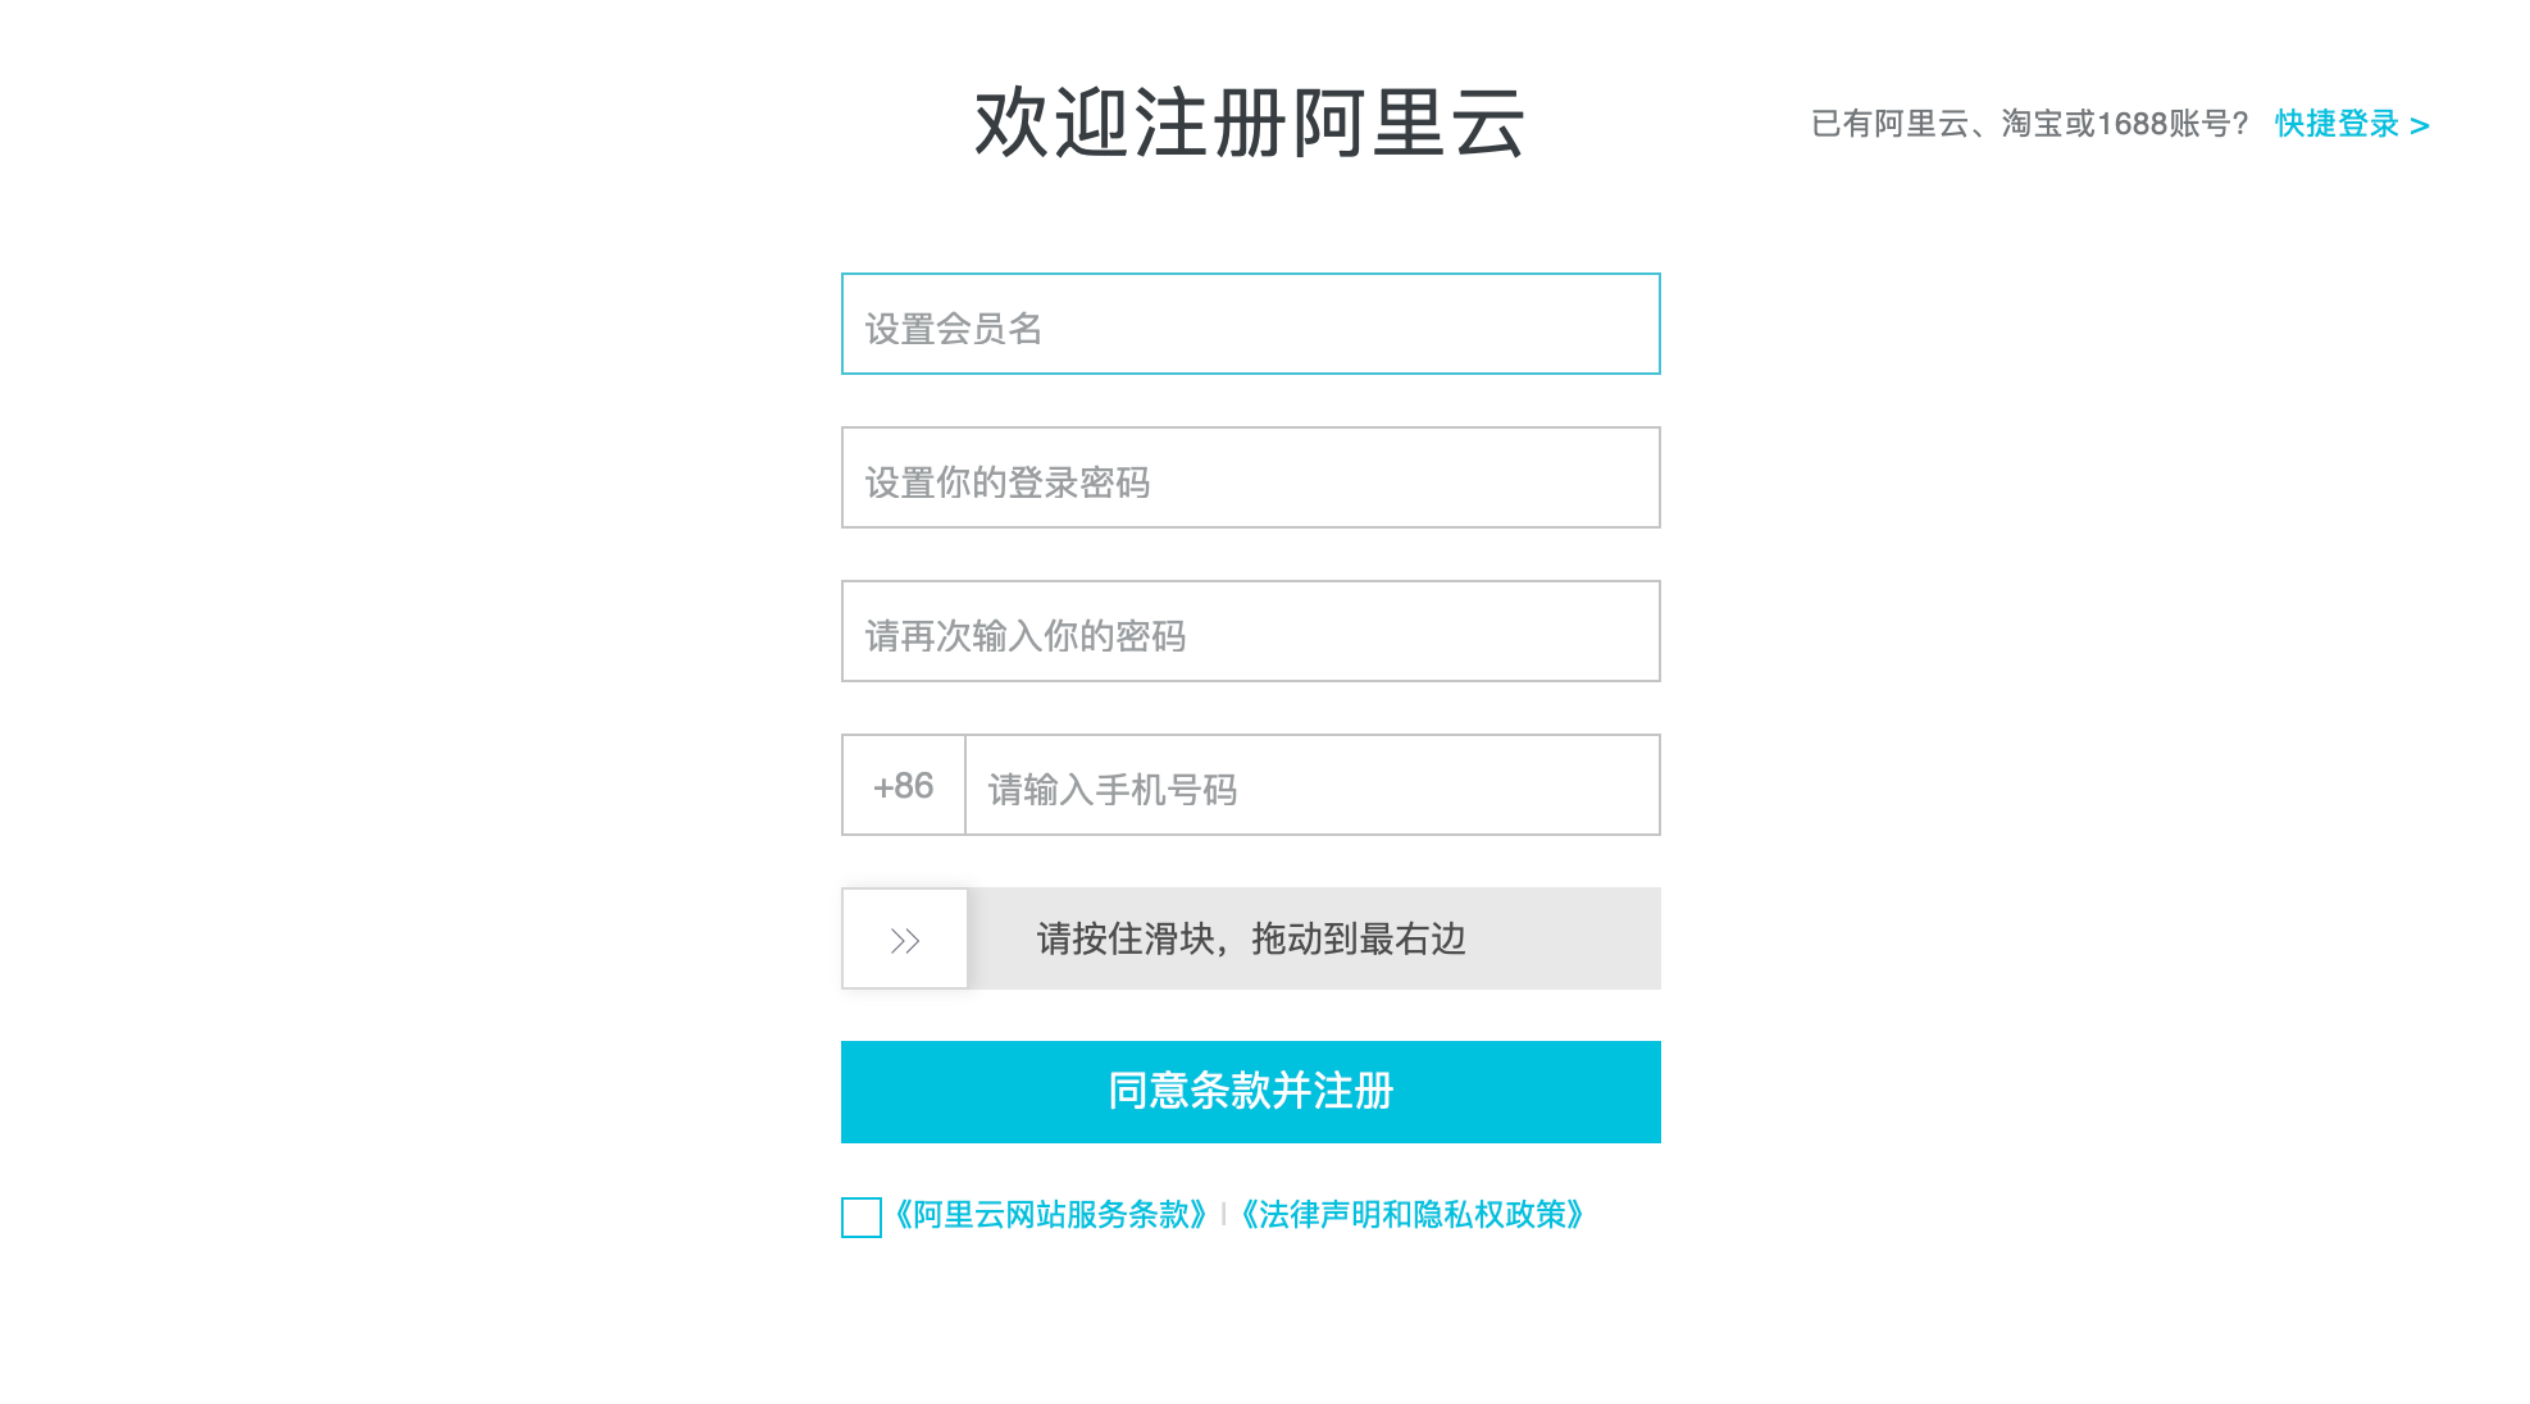 欢迎注册阿里云
已有阿里云、淘宝或1688账号? 快捷登录 >
设置会员名
设置你的登录密码
请再次输入你的密码
+86 请输入手机号码
>> 请按住滑块，拖动到最右边
同意条款并注册
《阿里云网站服务条款》 | 《法律声明和隐私权政策》